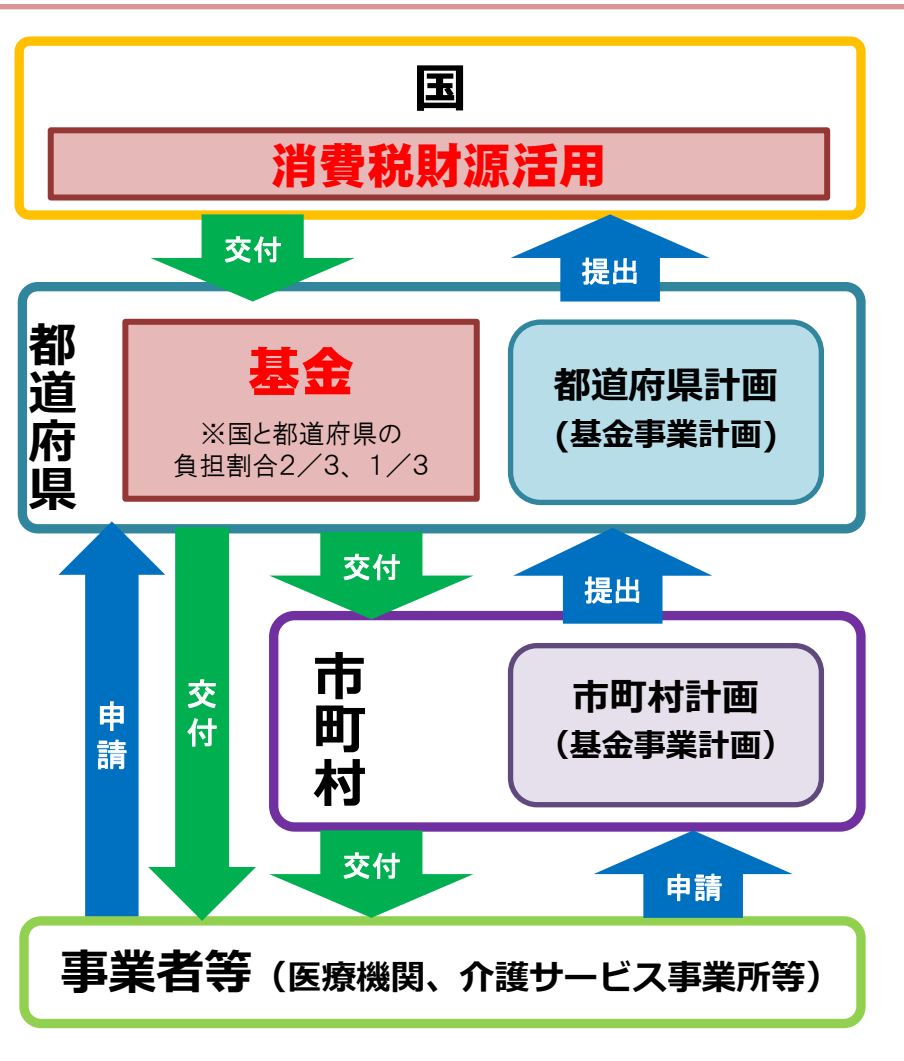 国
消費税財源活用
交付
提出
都道府県
基金
※国と都道府県の
負担割合2／3、1／3
都道府県計画
(基金事業計画)
交付
提出
申請
交付
市町村
市町村計画
（基金事業計画）
交付
申請
事業者等（医療機関、介護サービス事業所等）